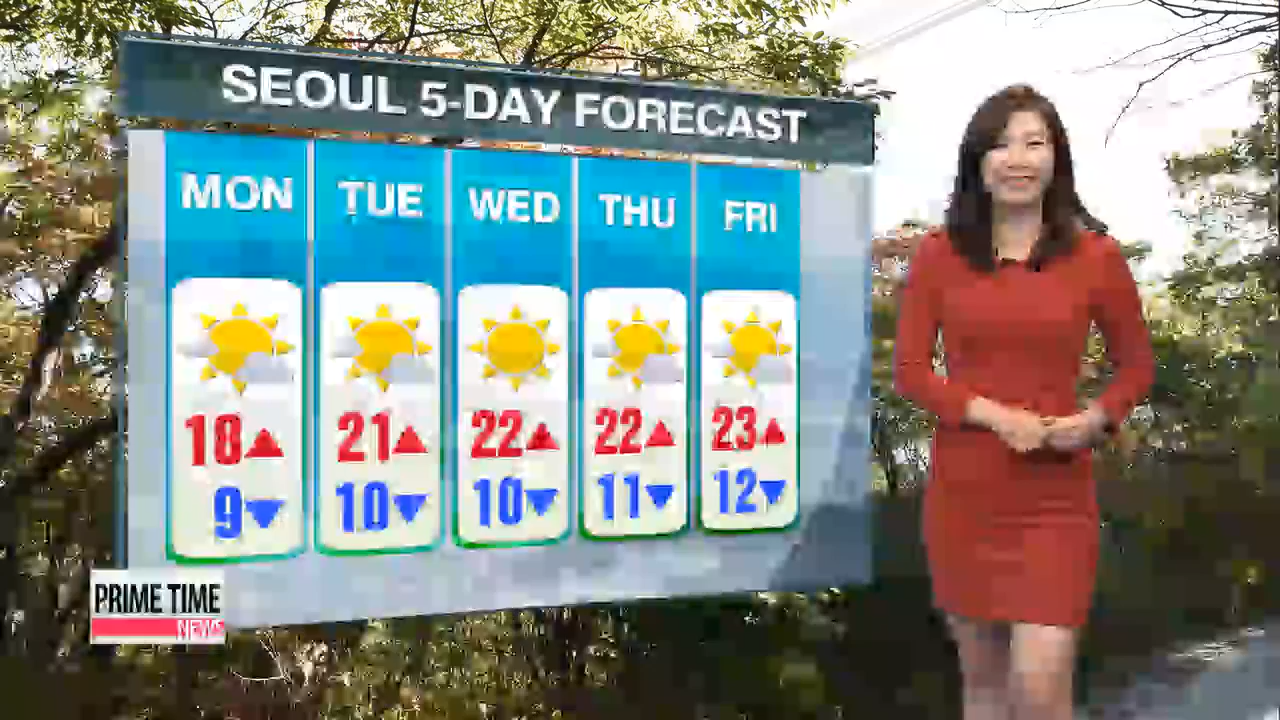 SEOUL 5-DAY FORECAST
MON TUE WED THU FRI
18 21 22 22 23
9 10 10 11 12
PRIME TIME
NEWS